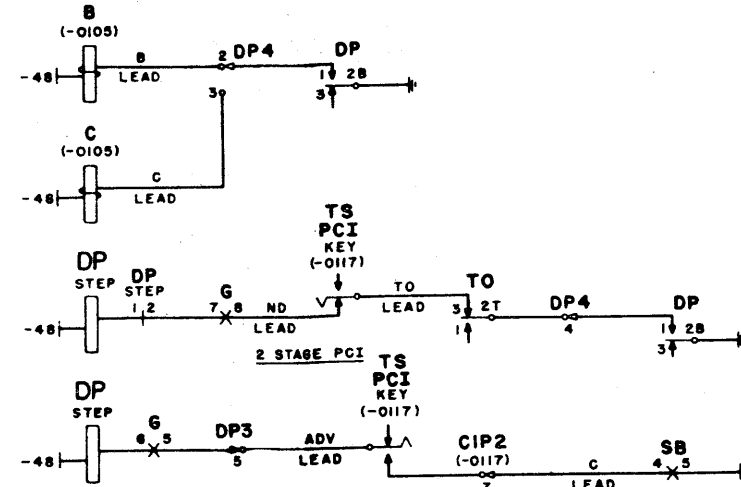 B
(-0105)
B
LEAD
2 DP4
DP
1 2B
3
-48
3
C
(-0105)
C
LEAD
-48
TS
PCI
KEY
(-0117)
DP
STEP
DP
STEP
1 2
G
7 8
ND
LEAD
TO
LEAD
TO
3 2T
1
DP4
4
DP
1 2B
3
-48
2 STAGE PCI
TS
PCI
KEY
(-0117)
DP
STEP
G
6 5
DP3
5
ADV
LEAD
CIP2
(-0117)
C
LEAD
SB
4 5
-48